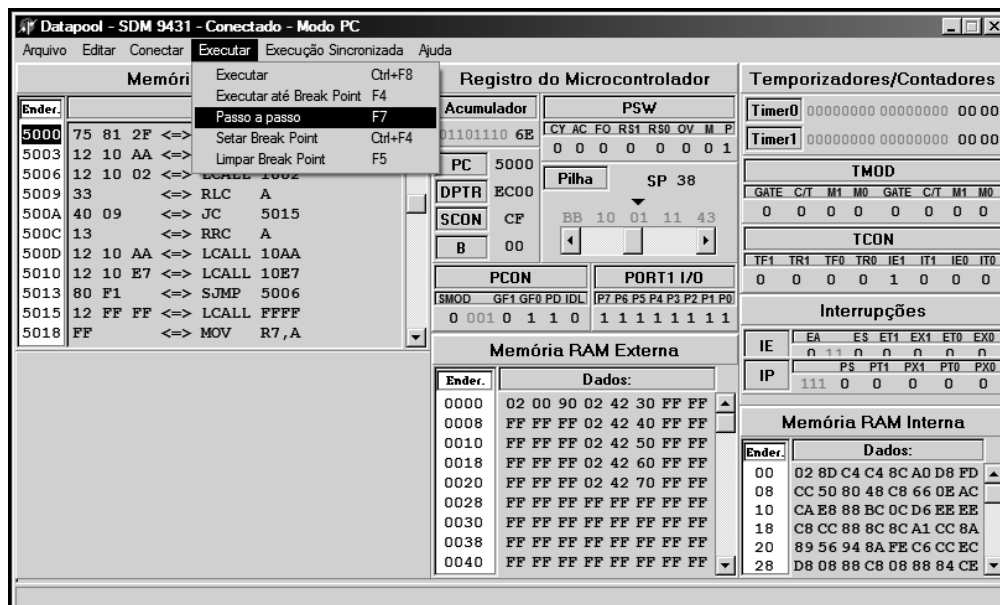 Datapool - SDM 9431 - Conectado - Modo PC
Arquivo Editar Conectar Executar Execução Sincronizada Ajuda
Executar Ctrl+F8
Executar até Break Point F4
Passo a passo F7
Setar Break Point Ctrl+F4
Limpar Break Point F5
Memóri
Ender.
5000 75 81 2F <=>
5003 12 10 AA <=>
5006 12 10 02 <=> LCALL 1002
5009 33 <=> RLC A
500A 40 09 <=> JC 5015
500C 13 <=> RRC A
500D 12 10 AA <=> LCALL 10AA
5010 12 10 E7 <=> LCALL 10E7
5013 80 F1 <=> SJMP 5006
5015 12 FF FF <=> LCALL FFFF
5018 FF <=> MOV R7,A
Registro do Microcontrolador
Acumulador
01101110 6E
PSW
CY AC FO RS1 RS0 OV M P
0 0 0 0 0 0 0 1
PC 5000
DPTR EC00
SCON CF
B 00
Pilha SP 38
BB 10 01 11 43
PCON
SMOD GF1 GF0 PD IDL
0 001 0 1 1 0
PORT1 I/O
P7 P6 P5 P4 P3 P2 P1 P0
1 1 1 1 1 1 1 1
Memória RAM Externa
Ender. Dados:
0000 02 00 90 02 42 30 FF FF
0008 FF FF FF 02 42 40 FF FF
0010 FF FF FF 02 42 50 FF FF
0018 FF FF FF 02 42 60 FF FF
0020 FF FF FF 02 42 70 FF FF
0028 FF FF FF FF FF FF FF FF
0030 FF FF FF FF FF FF FF FF
0038 FF FF FF FF FF FF FF FF
0040 FF FF FF FF FF FF FF FF
Temporizadores/Contadores
Timer0 00000000 00000000 00 00
Timer1 00000000 00000000 00 00
TMOD
GATE C/T M1 M0 GATE C/T M1 M0
0 0 0 0 0 0 0 0
TCON
TF1 TR1 TF0 TR0 IE1 IT1 IE0 IT0
0 0 0 0 1 0 0 0
Interrupções
IE
EA ES ET1 EX1 ET0 EX0
0 11 0 0 0 0 0
IP
PS PT1 PX1 PT0 PX0
111 0 0 0 0 0
Memória RAM Interna
Ender. Dados:
00 02 8D C4 C4 8C A0 D8 FD
08 CC 50 80 48 C8 66 0E AC
10 CA E8 88 BC 0C D6 EE EE
18 C8 CC 88 8C 8C A1 CC 8A
20 89 56 94 8A FE C6 CC EC
28 D8 08 88 C8 08 88 84 CE